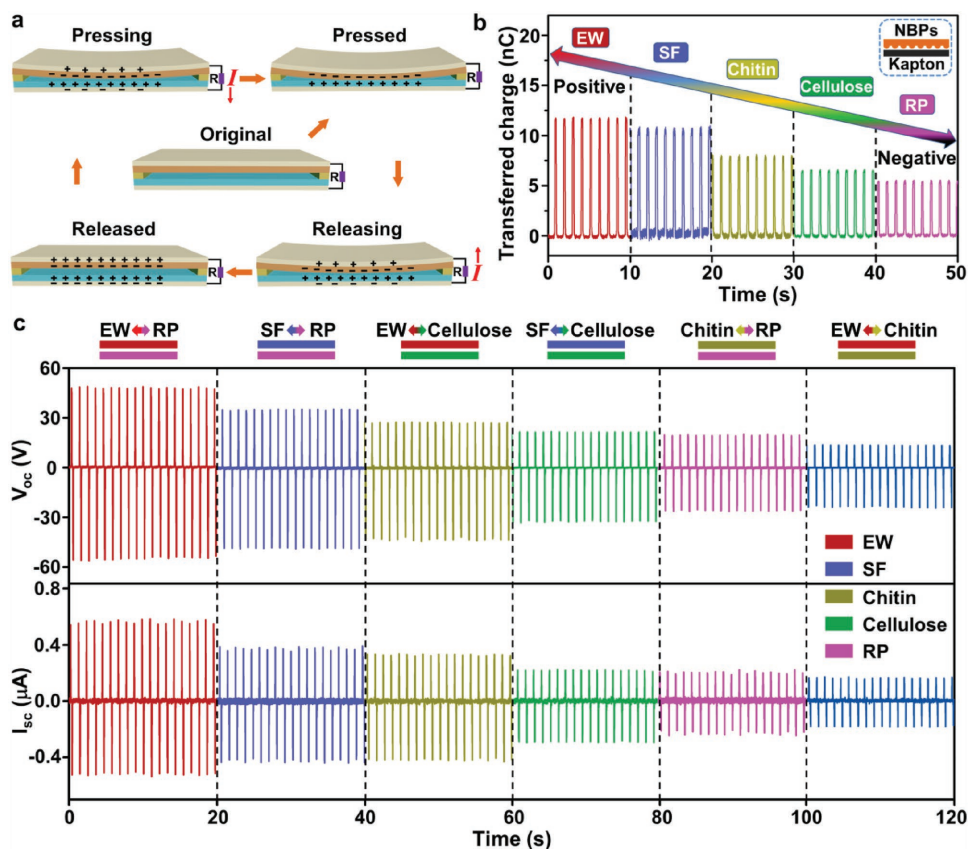 a
Pressing
Pressed
+ + + + +
R
I
R
Original
R
Released
Releasing
R
R
I
b
Transferred charge (nC)
20
15
10
5
0
EW
SF
Chitin
Cellulose
RP
Positive
Negative
NBPs
Kapton
0 10 20 30 40 50
Time (s)
c
EW RP
SF RP
EW Cellulose
SF Cellulose
Chitin RP
EW Chitin
Voc (V)
60
30
0
-30
-60
EW
SF
Chitin
Cellulose
RP
Isc (μA)
0.8
0.4
0.0
-0.4
0 20 40 60 80 100 120
Time (s)